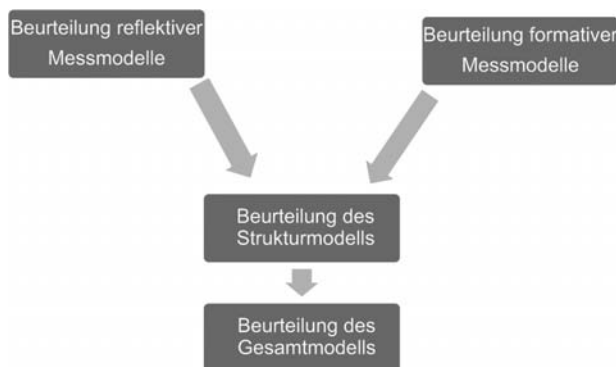 Beurteilung reflektiver
Messmodelle
Beurteilung formativer
Messmodelle
Beurteilung des
Strukturmodells
Beurteilung des
Gesamtmodells